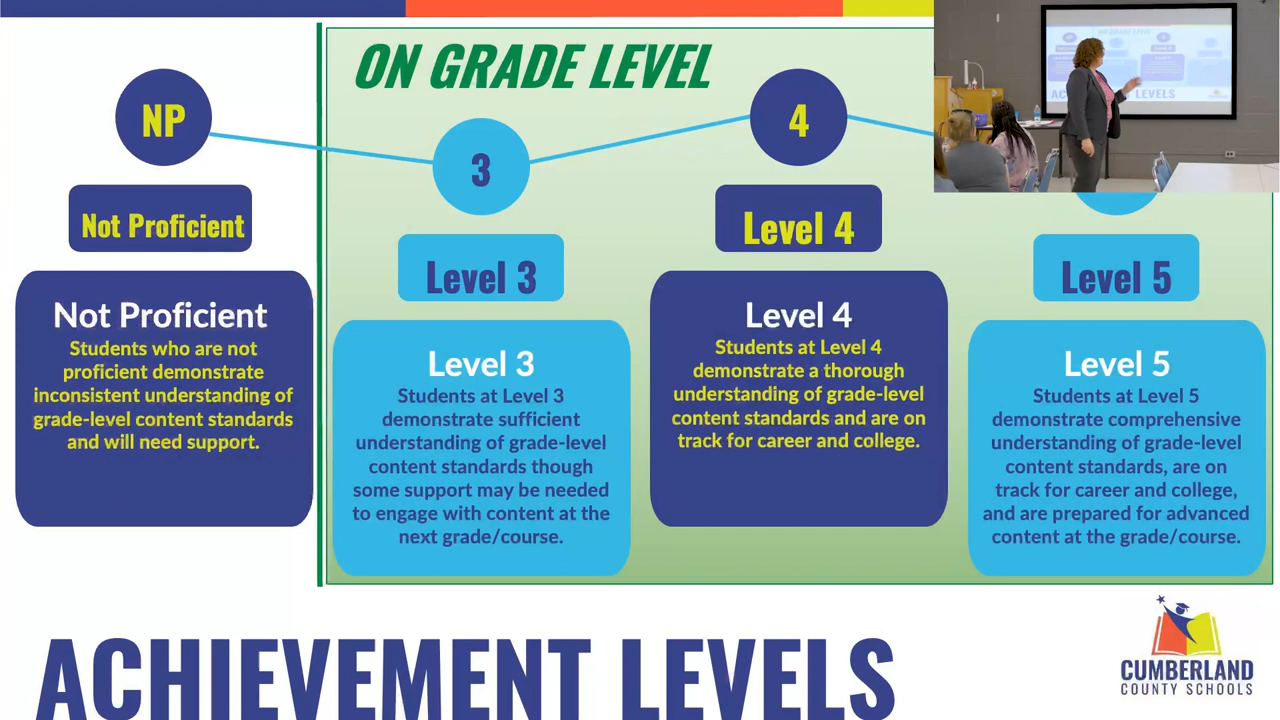 ON GRADE LEVEL
NP
3
4
Not Proficient
Level 3
Level 4
Level 5
Not Proficient
Students who are not
proficient demonstrate
inconsistent understanding of
grade-level content standards
and will need support.
Level 3
Students at Level 3
demonstrate sufficient
understanding of grade-level
content standards though
some support may be needed
to engage with content at the
next grade/course.
Level 4
Students at Level 4
demonstrate a thorough
understanding of grade-level
content standards and are on
track for career and college.
Level 5
Students at Level 5
demonstrate comprehensive
understanding of grade-level
content standards, are on
track for career and college,
and are prepared for advanced
content at the grade/course.
ACHIEVEMENT LEVELS
CUMBERLAND
COUNTY SCHOOLS